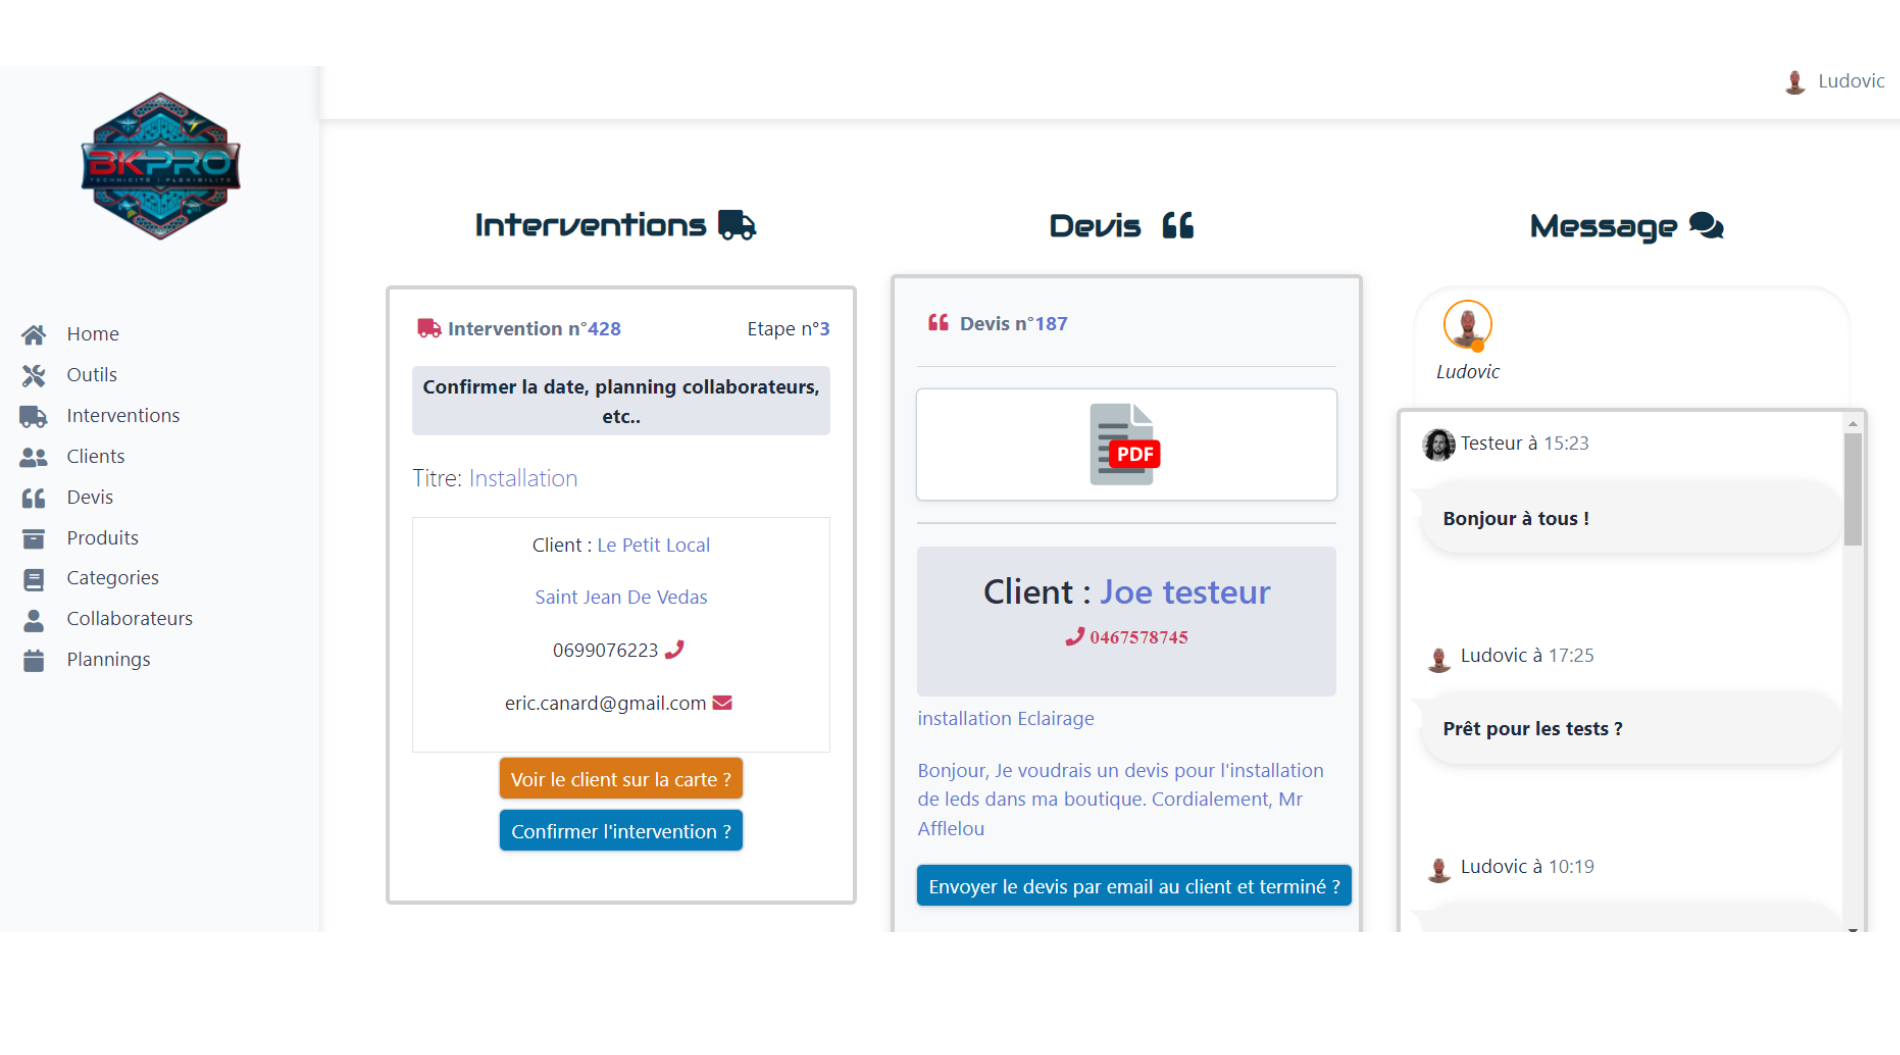 Ludovic
BKPRO
TECHNICITÉ | FLEXIBILITÉ
Home
Outils
Interventions
Clients
Devis
Produits
Categories
Collaborateurs
Plannings
Interventions
Intervention n°428
Etape n°3
Confirmer la date, planning collaborateurs,
etc..
Titre: Installation
Client : Le Petit Local
Saint Jean De Vedas
0699076223
eric.canard@gmail.com
Voir le client sur la carte ?
Confirmer l'intervention ?
Devis
Devis n°187
PDF
Client : Joe testeur
0467578745
installation Eclairage
Bonjour, Je voudrais un devis pour l'installation
de leds dans ma boutique. Cordialement, Mr
Afflelou
Envoyer le devis par email au client et terminé ?
Message
Ludovic
Testeur à 15:23
Bonjour à tous !
Ludovic à 17:25
Prêt pour les tests ?
Ludovic à 10:19